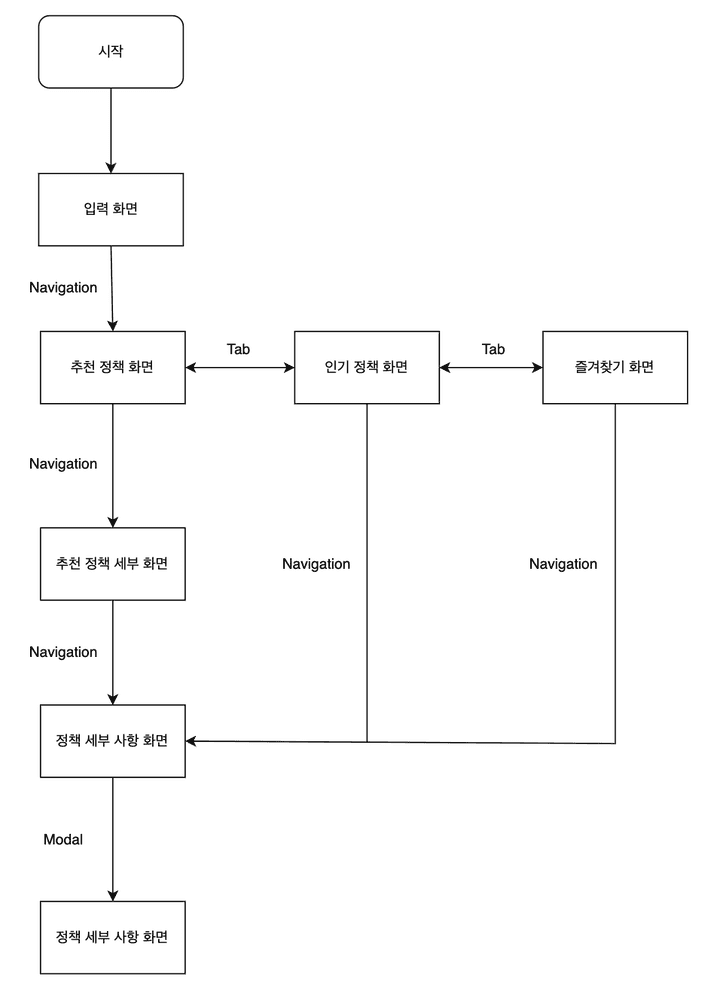 시작
입력 화면
Navigation
추천 정책 화면
Tab
인기 정책 화면
Tab
즐겨찾기 화면
Navigation
추천 정책 세부 화면
Navigation
Navigation
Navigation
정책 세부 사항 화면
Modal
정책 세부 사항 화면